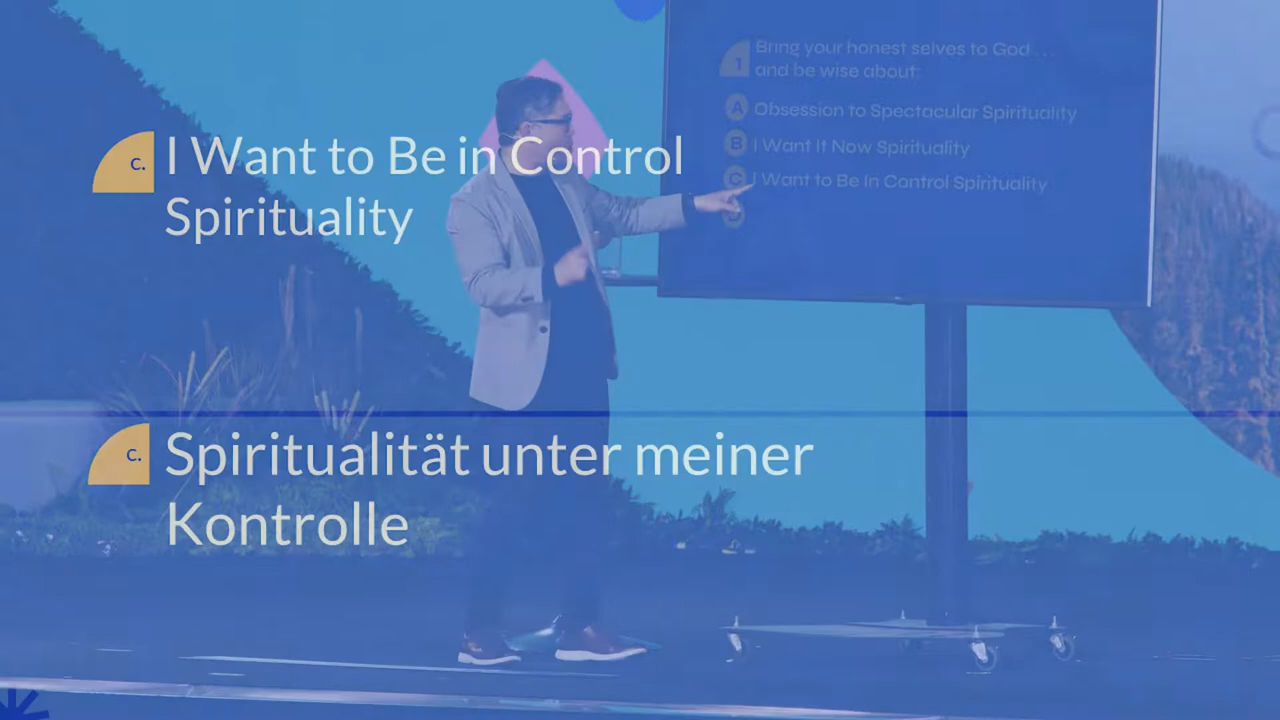 1
Bring your honest selves to God . . .
and be wise about:
A Obsession to Spectacular Spirituality
B I Want It Now Spirituality
C I Want to Be In Control Spirituality
c. I Want to Be in Control
Spirituality
c. Spiritualität unter meiner
Kontrolle